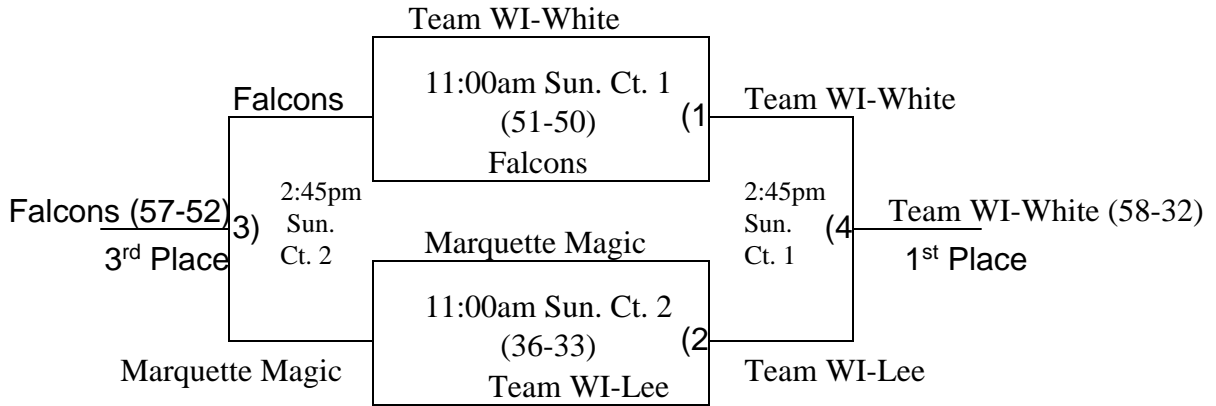 Team WI-White
11:00am Sun. Ct. 1
(51-50)
(1
Falcons
Falcons
Team WI-White
Falcons (57-52)
3rd Place
3)
2:45pm
Sun.
Ct. 2
2:45pm
Sun.
Ct. 1
(4
Team WI-White (58-32)
1st Place
Marquette Magic
11:00am Sun. Ct. 2
(36-33)
(2
Team WI-Lee
Marquette Magic
Team WI-Lee